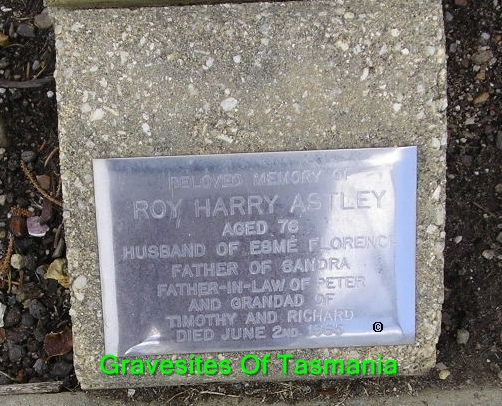 BELOVED MEMORY OF
ROY HARRY ASTLEY
AGED 76
HUSBAND OF ESMÉ FLORENCE
FATHER OF SANDRA
FATHER-IN-LAW OF PETER
AND GRANDAD OF
TIMOTHY AND RICHARD
DIED JUNE 2ND
©
Gravesites Of Tasmania